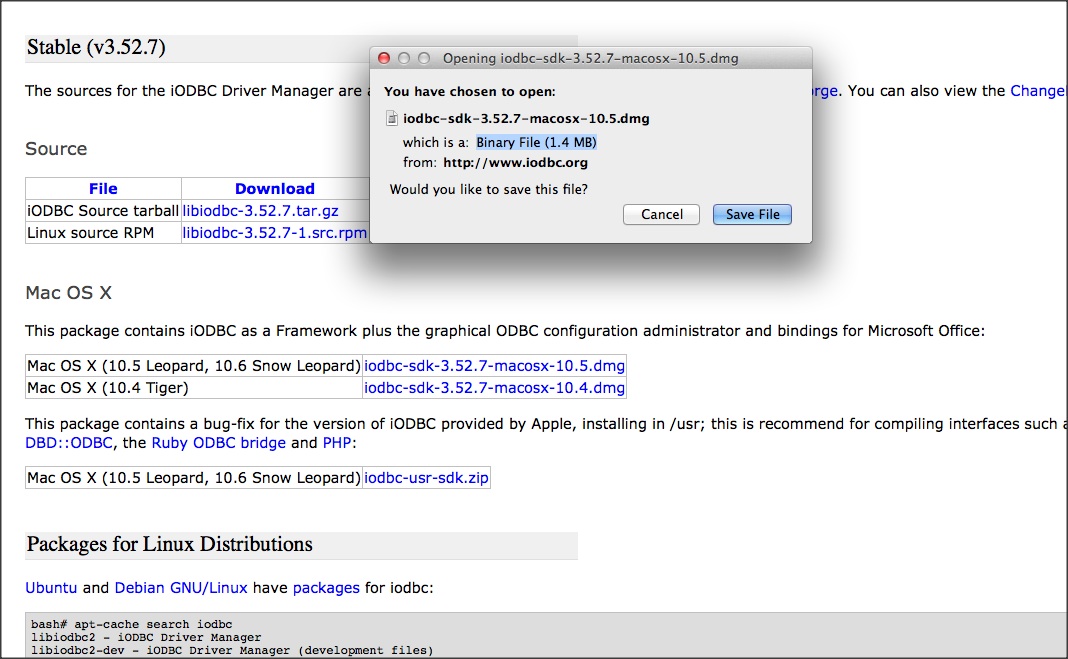 Stable (v3.52.7)
Opening iodbc-sdk-3.52.7-macosx-10.5.dmg
You have chosen to open:
iodbc-sdk-3.52.7-macosx-10.5.dmg
which is a: Binary File (1.4 MB)
from: http://www.iodbc.org
Would you like to save this file?
Cancel Save File
The sources for the iODBC Driver Manager are rge. You can also view the Change
Source
File Download
iODBC Source tarball libiodbc-3.52.7.tar.gz
Linux source RPM libiodbc-3.52.7-1.src.rpm
Mac OS X
This package contains iODBC as a Framework plus the graphical ODBC configuration administrator and bindings for Microsoft Office:
Mac OS X (10.5 Leopard, 10.6 Snow Leopard) iodbc-sdk-3.52.7-macosx-10.5.dmg
Mac OS X (10.4 Tiger) iodbc-sdk-3.52.7-macosx-10.4.dmg
This package contains a bug-fix for the version of iODBC provided by Apple, installing in /usr; this is recommend for compiling interfaces such
DBD::ODBC, the Ruby ODBC bridge and PHP:
Mac OS X (10.5 Leopard, 10.6 Snow Leopard) iodbc-usr-sdk.zip
Packages for Linux Distributions
Ubuntu and Debian GNU/Linux have packages for iodbc:
bash# apt-cache search iodbc
libiodbc2 - iODBC Driver Manager
libiodbc2-dev - iODBC Driver Manager (development files)